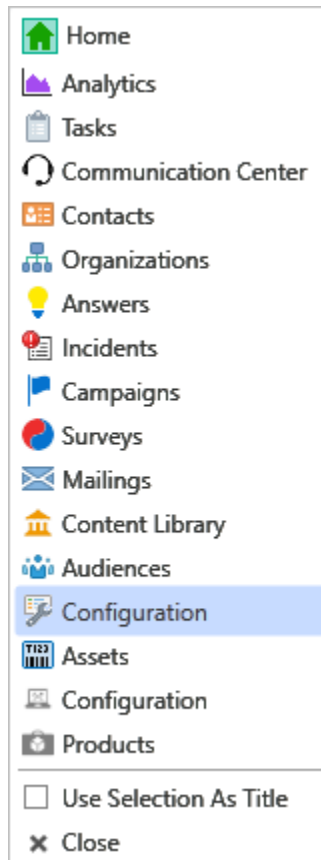 Home
Analytics
Tasks
Communication Center
Contacts
Organizations
Answers
Incidents
Campaigns
Surveys
Mailings
Content Library
Audiences
Configuration
T123
Assets
Configuration
Products
Use Selection As Title
Close